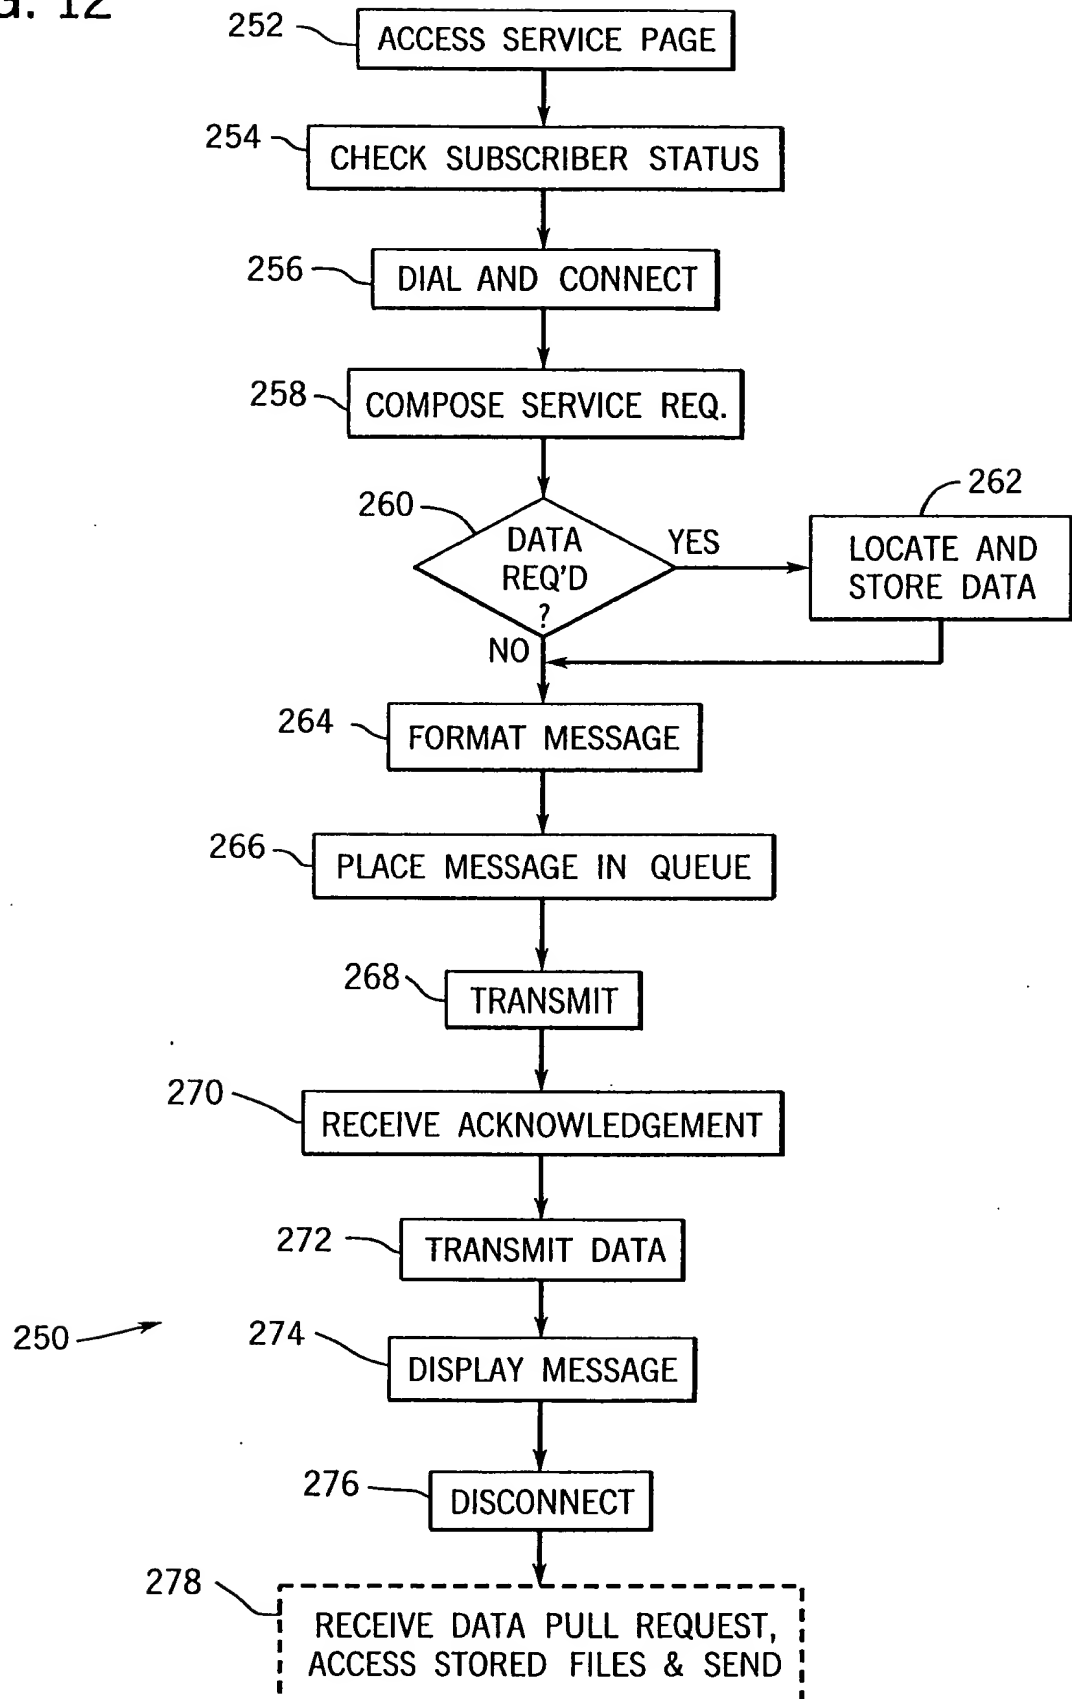 G. 12
252
ACCESS SERVICE PAGE
254
CHECK SUBSCRIBER STATUS
256
DIAL AND CONNECT
258
COMPOSE SERVICE REQ.
260
DATA
REQ'D
?
YES
262
LOCATE AND
STORE DATA
NO
264
FORMAT MESSAGE
266
PLACE MESSAGE IN QUEUE
268
TRANSMIT
270
RECEIVE ACKNOWLEDGEMENT
272
TRANSMIT DATA
250
274
DISPLAY MESSAGE
276
DISCONNECT
278
RECEIVE DATA PULL REQUEST,
ACCESS STORED FILES & SEND